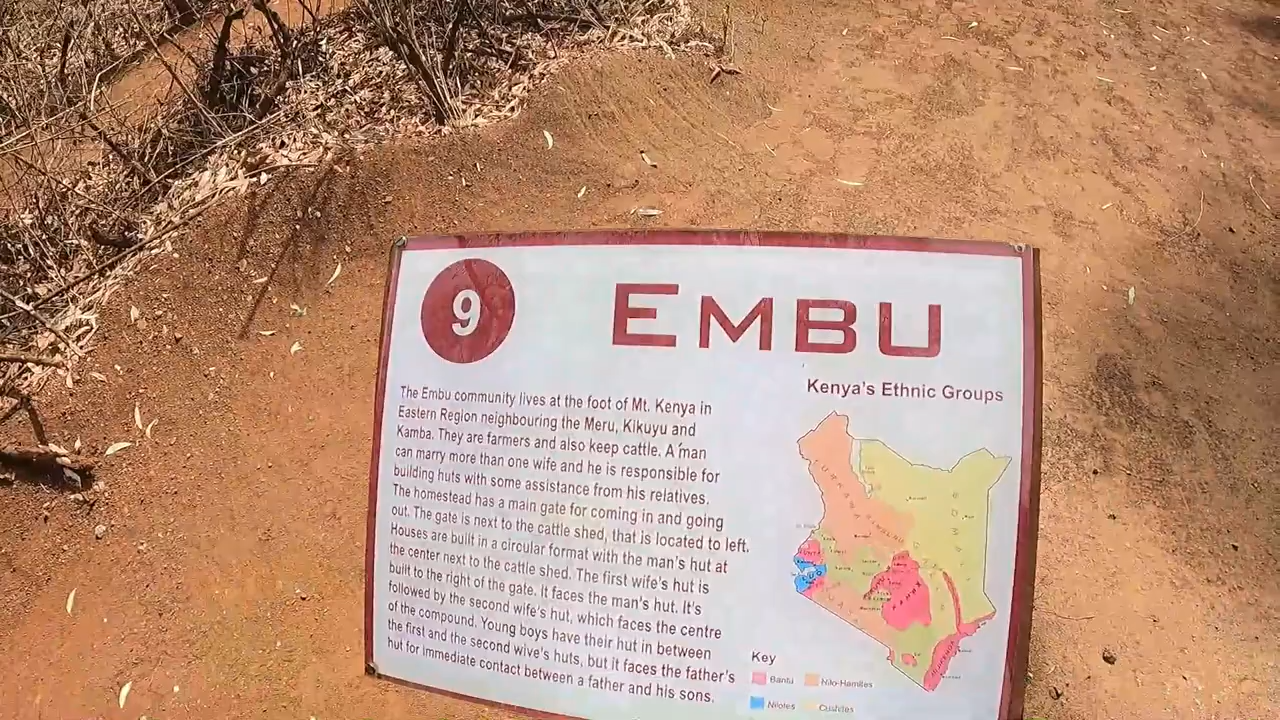 9
EMBU
The Embu community lives at the foot of Mt. Kenya in
Eastern Region neighbouring the Meru, Kikuyu and
Kamba. They are farmers and also keep cattle. A man
can marry more than one wife and he is responsible for
building huts with some assistance from his relatives.
The homestead has a main gate for coming in and going
out. The gate is next to the cattle shed, that is located to left.
Houses are built in a circular format with the man's hut at
the center next to the cattle shed. The first wife's hut is
built to the right of the gate. It faces the man's hut. It's
followed by the second wife's hut, which faces the centre
of the compound. Young boys have their hut in between
the first and the second wive's huts, but it faces the father's
hut for immediate contact between a father and his sons.
Kenya's Ethnic Groups
TURKANA
KAMBA
Key
Bantu
Nilo-Hamites
Nilotes
Cushites